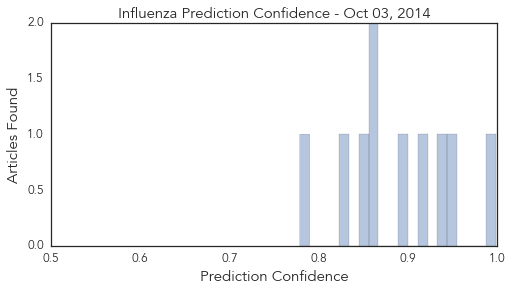 Influenza Prediction Confidence - Oct 03, 2014
Articles Found
2.0
1.5
1.0
0.5
0.0
0.5 0.6 0.7 0.8 0.9 1.0
Prediction Confidence